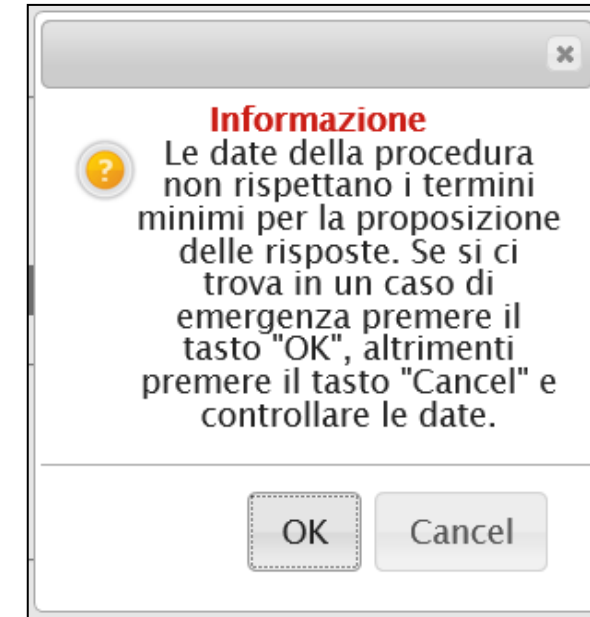 Informazione
Le date della procedura
non rispettano i termini
minimi per la proposizione
delle risposte. Se si ci
trova in un caso di
emergenza premere il
tasto "OK", altrimenti
premere il tasto "Cancel" e
controllare le date.
OK Cancel